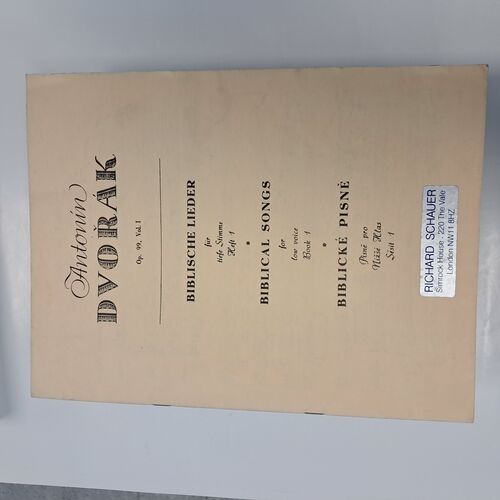 Antonín
DVOŘÁK
Op. 99, Vol. I
BIBLISCHE LIEDER
für
tiefe Stimme
Heft 1
BIBLICAL SONGS
for
low voice
Book 1
BIBLICKÉ PISNĚ
Písně pro
Nižší Hlas
Sešit 1
RICHARD SCHAUER
Simrock House - 220 The Vale
London NW11 8HZ